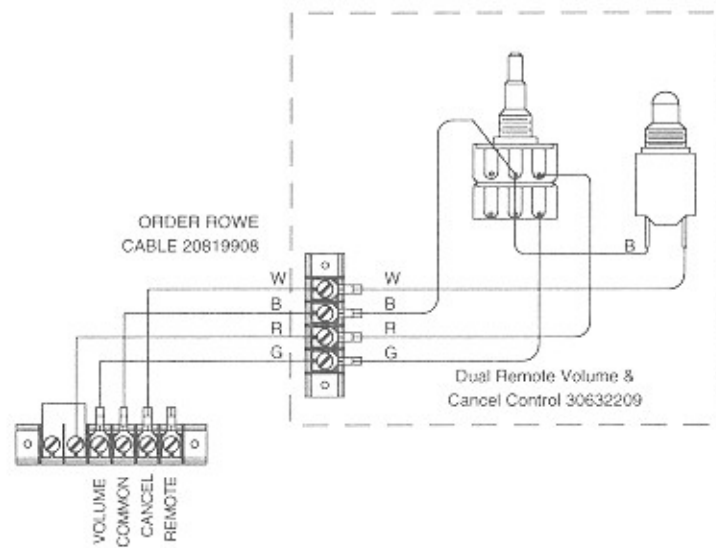 ORDER ROWE
CABLE 20819908
W
B
R
G
W
B
R
G
B
Dual Remote Volume &
Cancel Control 30632209
VOLUME
COMMON
CANCEL
REMOTE